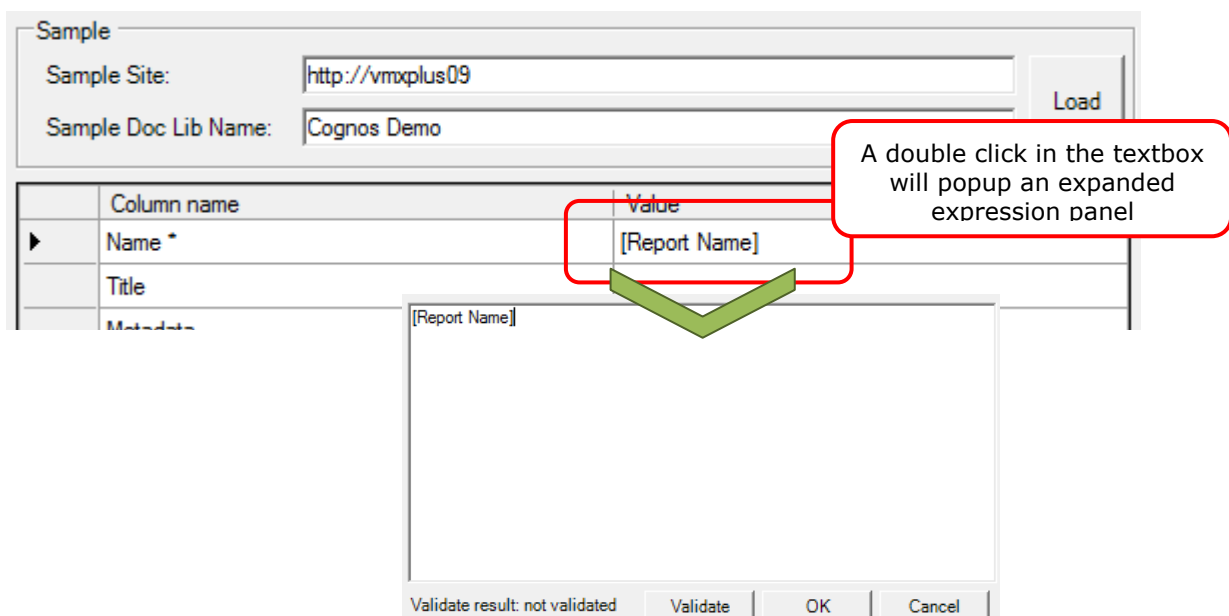 Sample
Sample Site: http://vmxplus09
Load
Sample Doc Lib Name: Cognos Demo
A double click in the textbox
will popup an expanded
expression panel
Column name Value
Name * [Report Name]
Title
Metadata
[Report Name]
Validate result: not validated Validate OK Cancel